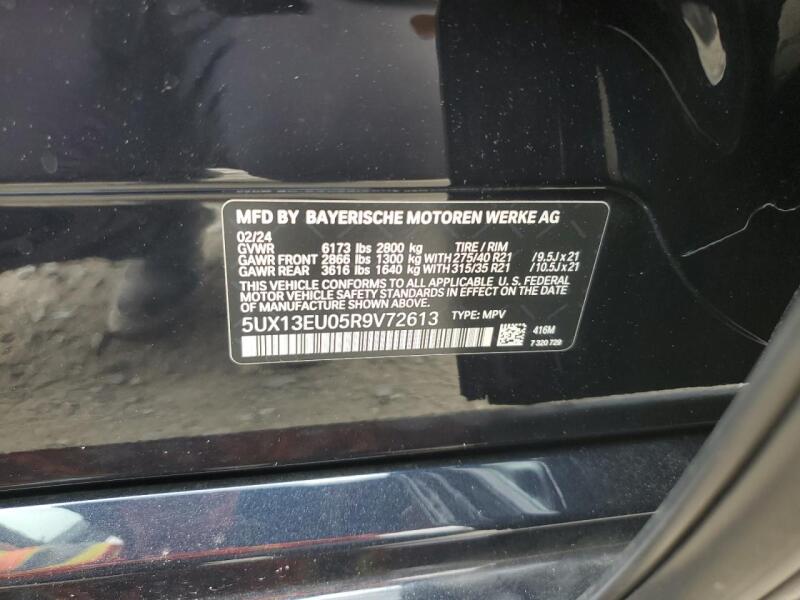 MFD BY BAYERISCHE MOTOREN WERKE AG
02/24
GVWR 6173 lbs 2800 kg TIRE / RIM
GAWR FRONT 2866 lbs 1300 kg WITH 275/40 R21 / 9.5J x 21
GAWR REAR 3616 lbs 1640 kg WITH 315/35 R21 / 10.5J x 21
THIS VEHICLE CONFORMS TO ALL APPLICABLE U.S. FEDERAL
MOTOR VEHICLE SAFETY STANDARDS IN EFFECT ON THE DATE
OF MANUFACTURE SHOWN ABOVE.
5UX13EU05R9V72613 TYPE: MPV
416M
7 320 729